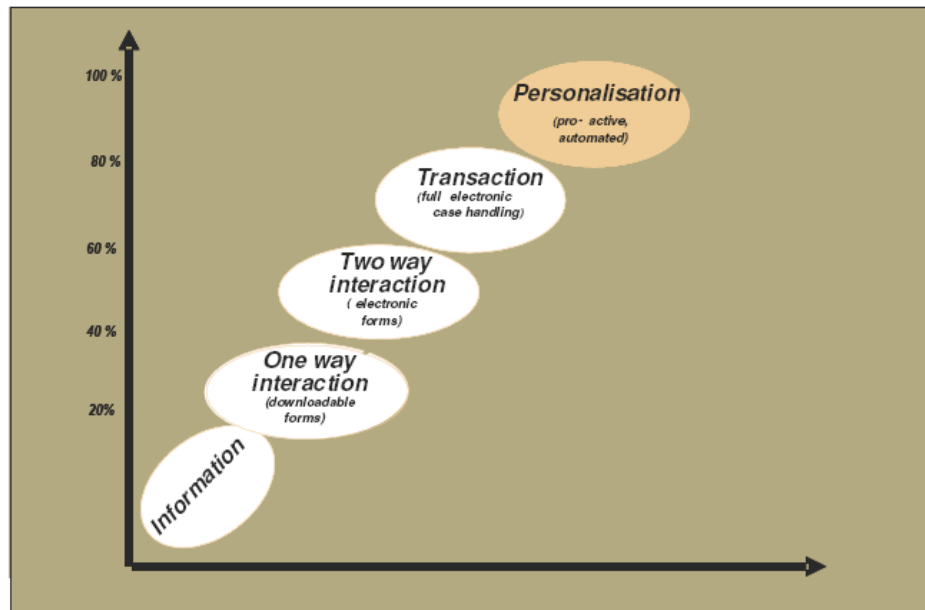 100 %
Personalisation
(pro- active,
automated)
80 %
Transaction
(full electronic
case handling)
60 %
Two way
interaction
( electronic
forms)
40 %
One way
interaction
(downloadable
forms)
20%
Information